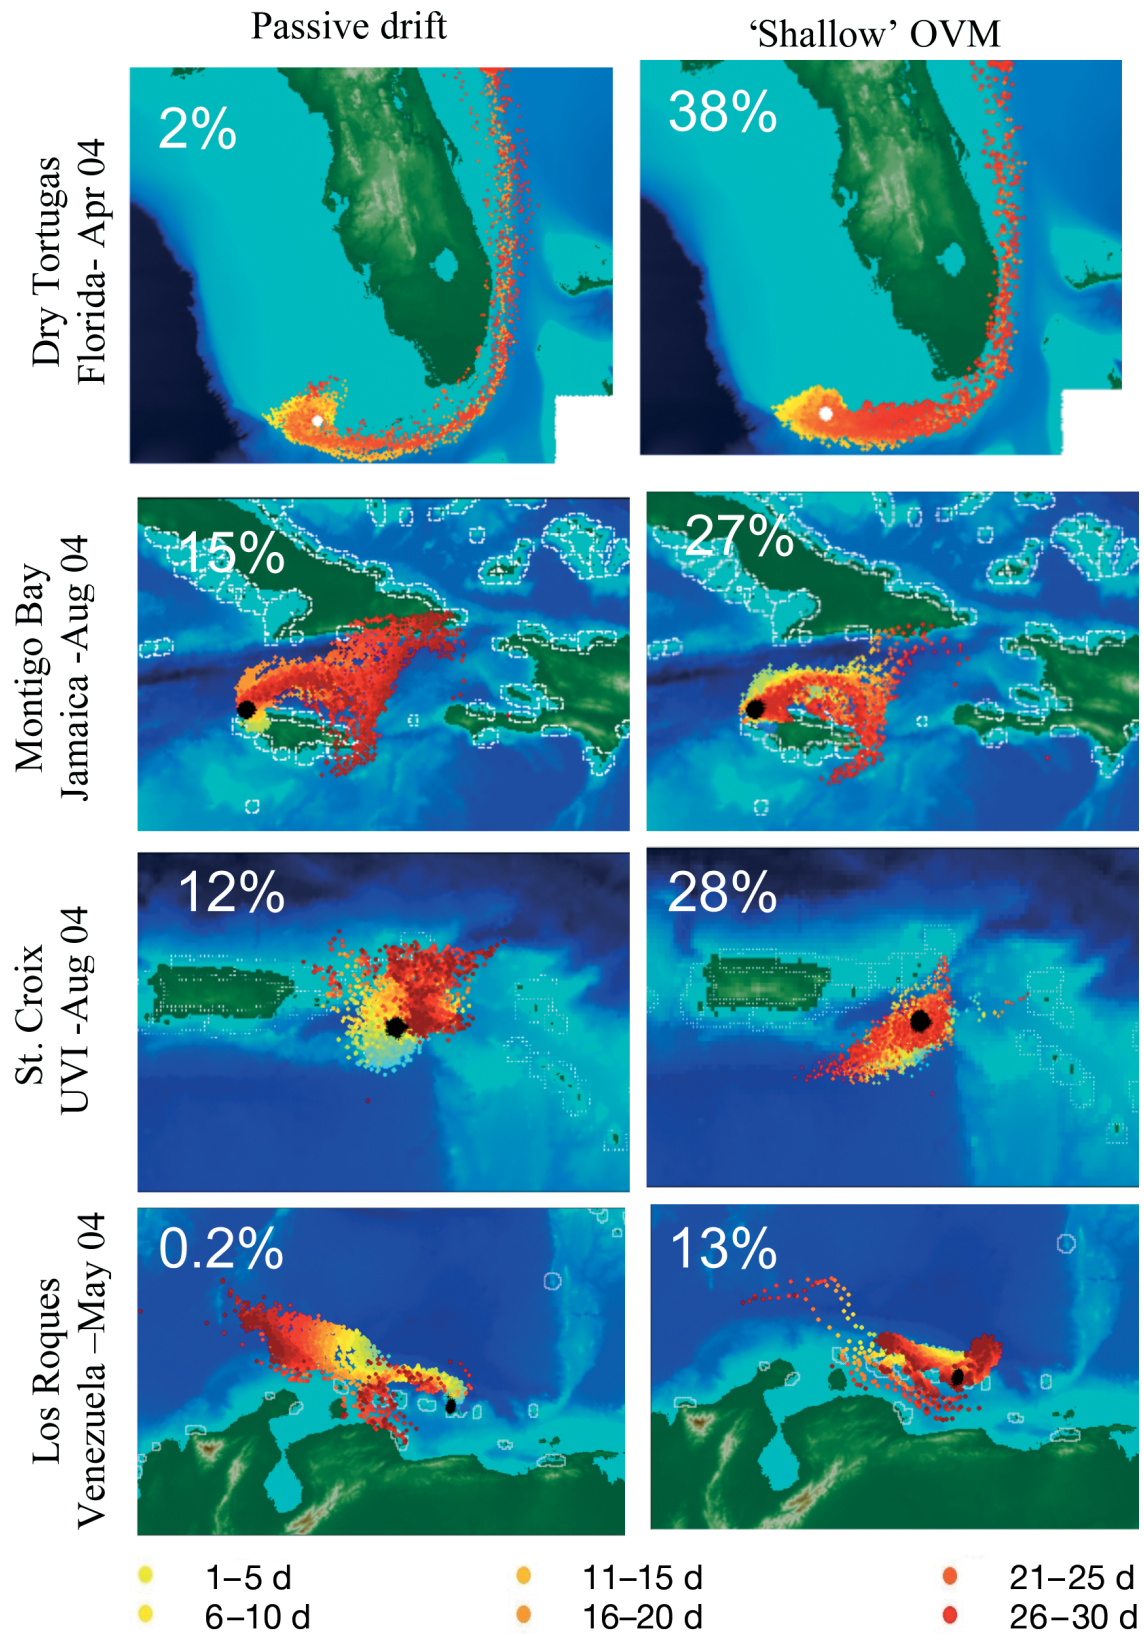 Passive drift
‘Shallow’ OVM
Dry Tortugas
Florida- Apr 04
2%
38%
Montigo Bay
Jamaica -Aug 04
15%
27%
St. Croix
UVI -Aug 04
12%
28%
Los Roques
Venezuela –May 04
0.2%
13%
1–5 d
11–15 d
21–25 d
6–10 d
16–20 d
26–30 d